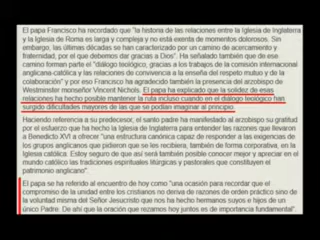 El papa Francisco ha recordado que "la historia de las relaciones entre la Iglesia de Inglaterra
y la Iglesia de Roma es larga y compleja y no está exenta de momentos dolorosos. Sin
embargo, las últimas décadas se han caracterizado por un camino de acercamiento y
fraternidad, por el que debemos dar gracias a Dios". Ha señalado también que de ese
camino forman parte el "diálogo teológico, gracias a los trabajos de la comisión internacional
anglicana-católica y las relaciones de convivencia a la enseña del respeto mutuo y de la
colaboración" y por eso Francisco ha agradecido también la presencia del arzobispo de
Westminster monseñor Vincent Nichols. El papa ha explicado que la solidez de esas
relaciones ha hecho posible mantener la ruta incluso cuando en el diálogo teológico han
surgido dificultades mayores de las que se podían imaginar al principio.
Haciendo referencia a su predecesor, el santo padre ha manifestado al arzobispo su gratitud
por el esfuerzo que ha hecho la Iglesia de Inglaterra para entender las razones que llevaron
a Benedicto XVI a ofrecer "una estructura canónica capaz de responder a las exigencias de
los grupos anglicanos que pidieron que se les recibiera, también de forma corporativa, en la
Iglesia católica. Estoy seguro de que así será también posible conocer mejor y apreciar en el
mundo católico las tradiciones espirituales litúrgicas y pastorales que constituyen el
patrimonio anglicano".
El papa se ha referido al encuentro de hoy como "una ocasión para recordar que el
compromiso de la unidad entre los cristianos no deriva de razones de orden práctico sino de
la voluntad misma del Señor Jesucristo que nos ha hecho hermanos suyos e hijos de un
único Padre. De ahí que la oración que rezamos hoy juntos es de importancia fundamental".